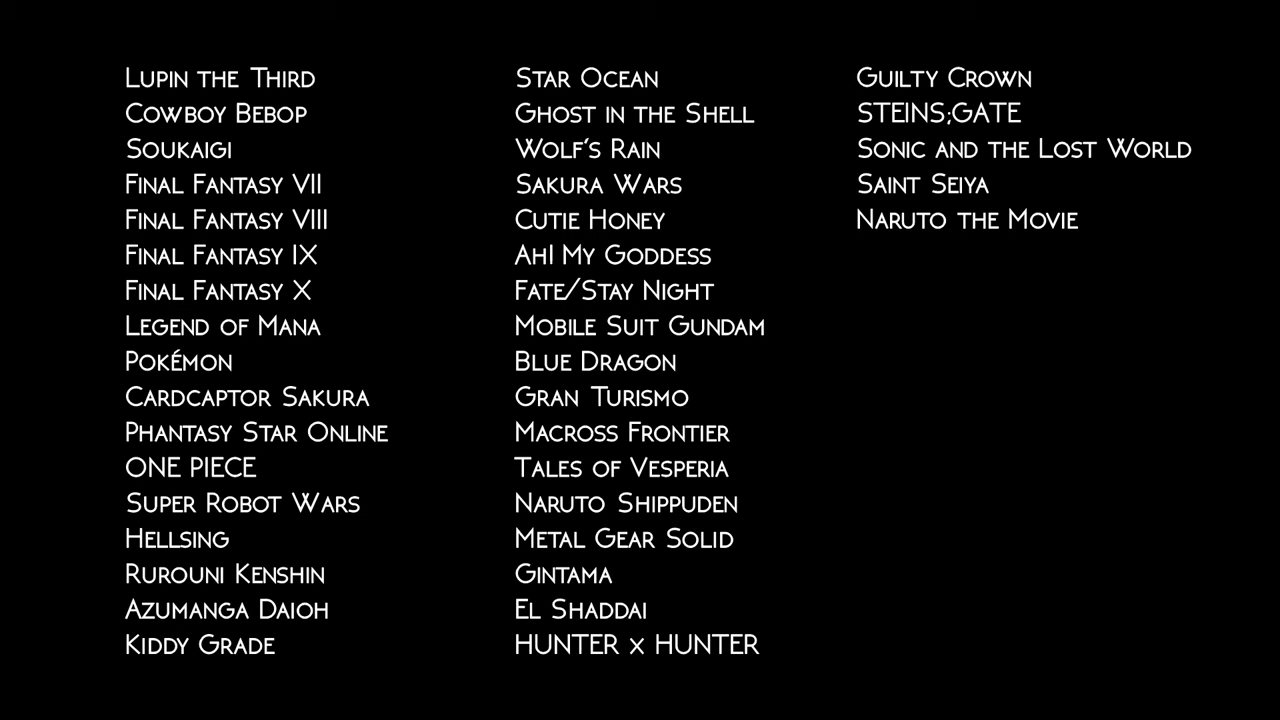 Lupin the Third
Cowboy Bebop
Soukaigi
Final Fantasy VII
Final Fantasy VIII
Final Fantasy IX
Final Fantasy X
Legend of Mana
Pokémon
Cardcaptor Sakura
Phantasy Star Online
ONE PIECE
Super Robot Wars
Hellsing
Rurouni Kenshin
Azumanga Daioh
Kiddy Grade
Star Ocean
Ghost in the Shell
Wolf's Rain
Sakura Wars
Cutie Honey
Ah! My Goddess
Fate/Stay Night
Mobile Suit Gundam
Blue Dragon
Gran Turismo
Macross Frontier
Tales of Vesperia
Naruto Shippuden
Metal Gear Solid
Gintama
El Shaddai
HUNTER x HUNTER
Guilty Crown
STEINS;GATE
Sonic and the Lost World
Saint Seiya
Naruto the Movie